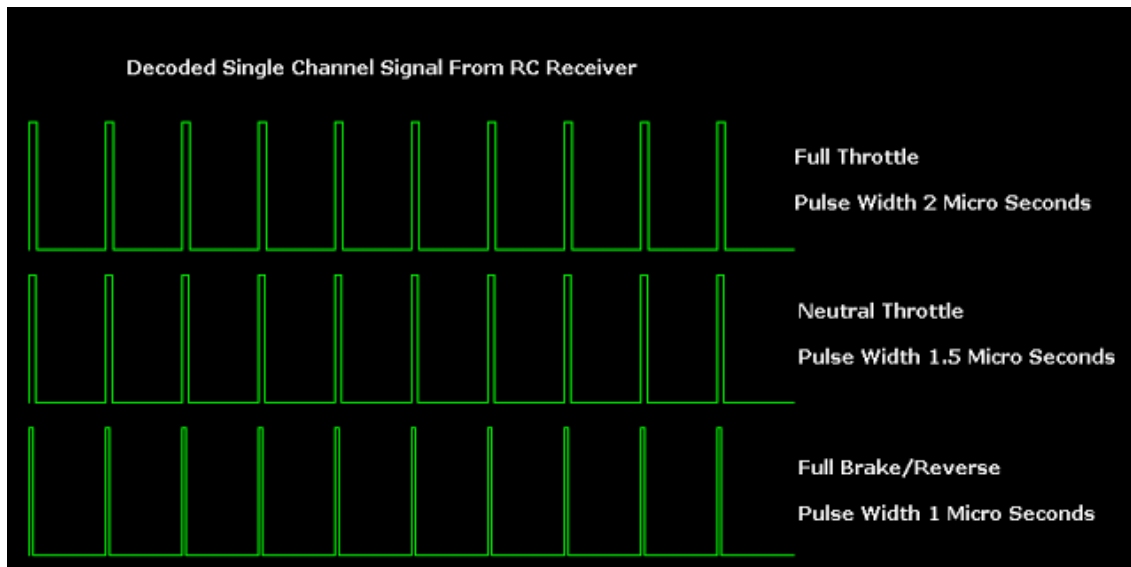 Decoded Single Channel Signal From RC Receiver
Full Throttle
Pulse Width 2 Micro Seconds
Neutral Throttle
Pulse Width 1.5 Micro Seconds
Full Brake/Reverse
Pulse Width 1 Micro Seconds